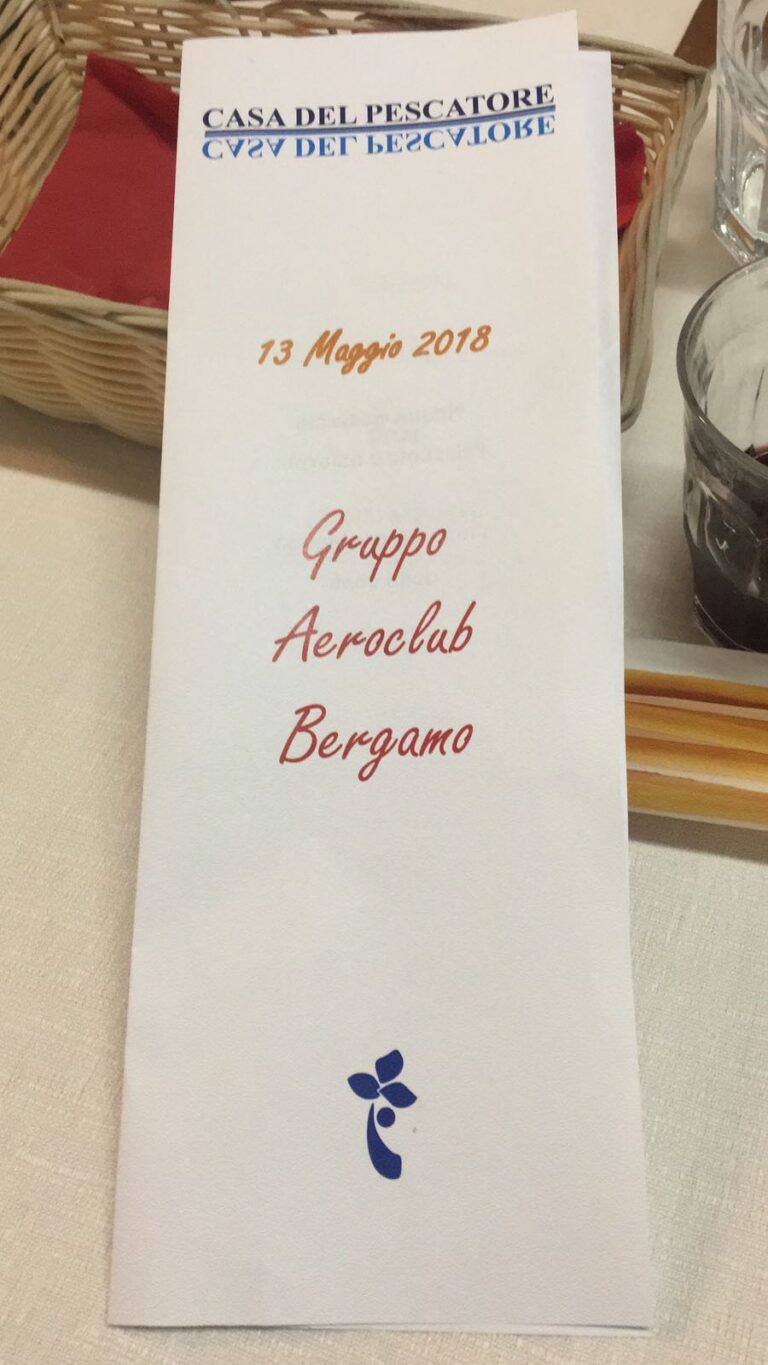 CASA DEL PESCATORE
CASA DEL PESCATORE
13 Maggio 2018
Gruppo
Aeroclub
Bergamo